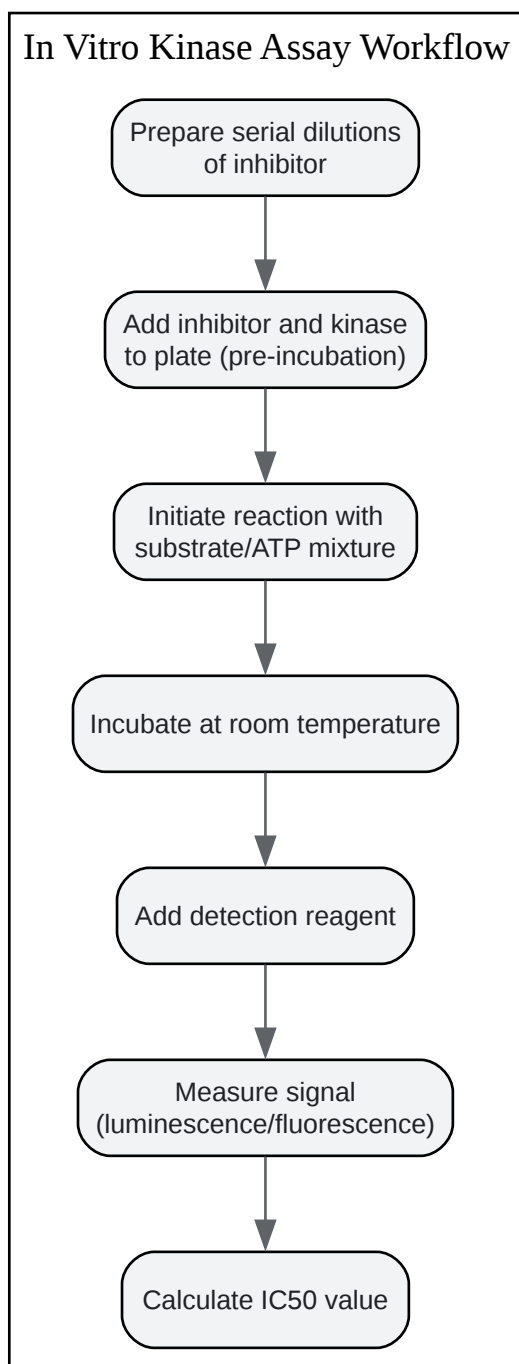 In Vitro Kinase Assay Workflow
Prepare serial dilutions
of inhibitor
Add inhibitor and kinase
to plate (pre-incubation)
Initiate reaction with
substrate/ATP mixture
Incubate at room temperature
Add detection reagent
Measure signal
(luminescence/fluorescence)
Calculate IC50 value